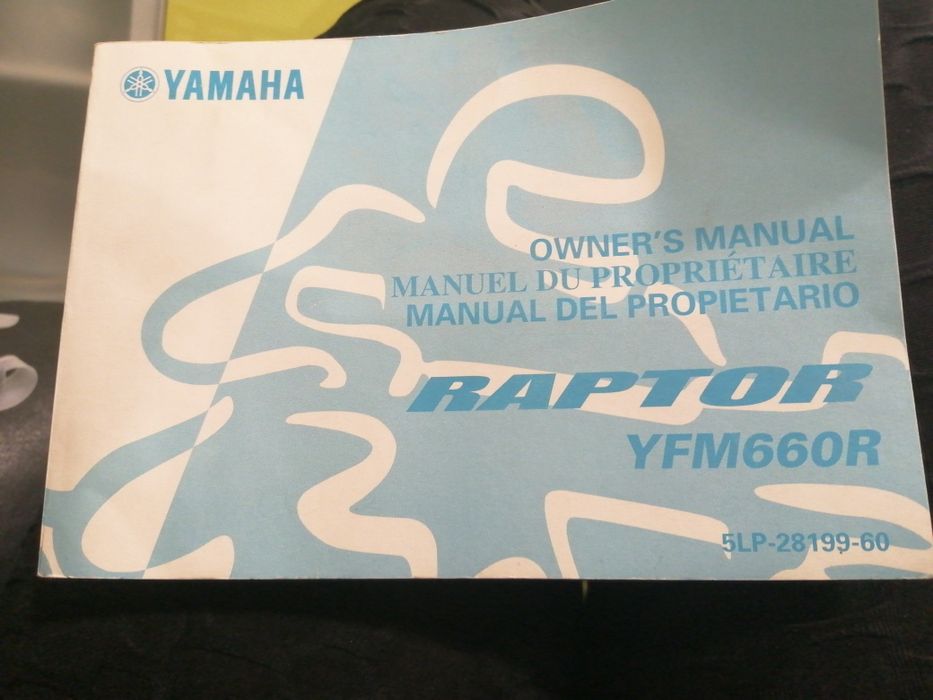 YAMAHA
OWNER'S MANUAL
MANUEL DU PROPRIÉTAIRE
MANUAL DEL PROPIETARIO
RAPTOR
YFM660R
5LP-28199-60